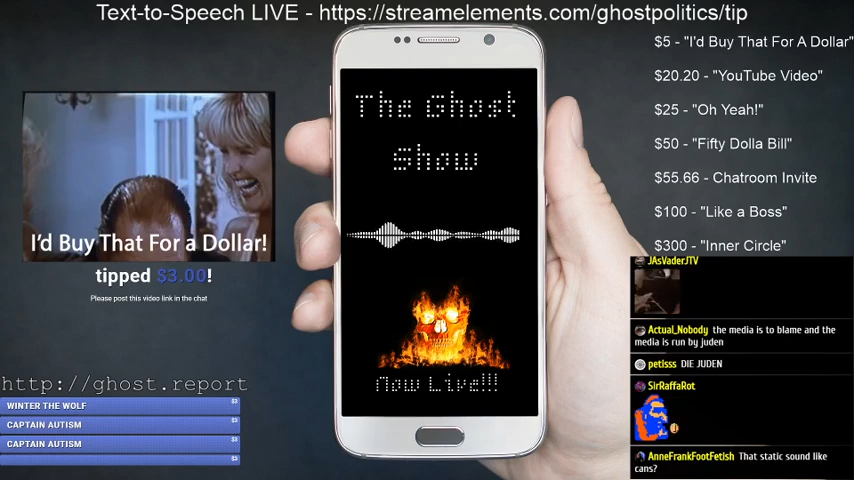 Text-to-Speech LIVE - https://streamelements.com/ghostpolitics/tip
$5 - "I'd Buy That For A Dollar"
$20.20 - "YouTube Video"
$25 - "Oh Yeah!"
$50 - "Fifty Dolla Bill"
$55.66 - Chatroom Invite
$100 - "Like a Boss"
$300 - "Inner Circle"
The Ghost
Show
Now Live!!!
I'd Buy That For a Dollar!
tipped $3.00!
Please post this video link in the chat
http://ghost.report
WINTER THE WOLF $3
CAPTAIN AUTISM $3
CAPTAIN AUTISM $3
$3
JAsVaderJTV
Actual_Nobody the media is to blame and the
media is run by juden
petisss DIE JUDEN
SirRaffaRot
AnneFrankFootFetish That static sound like
cans?